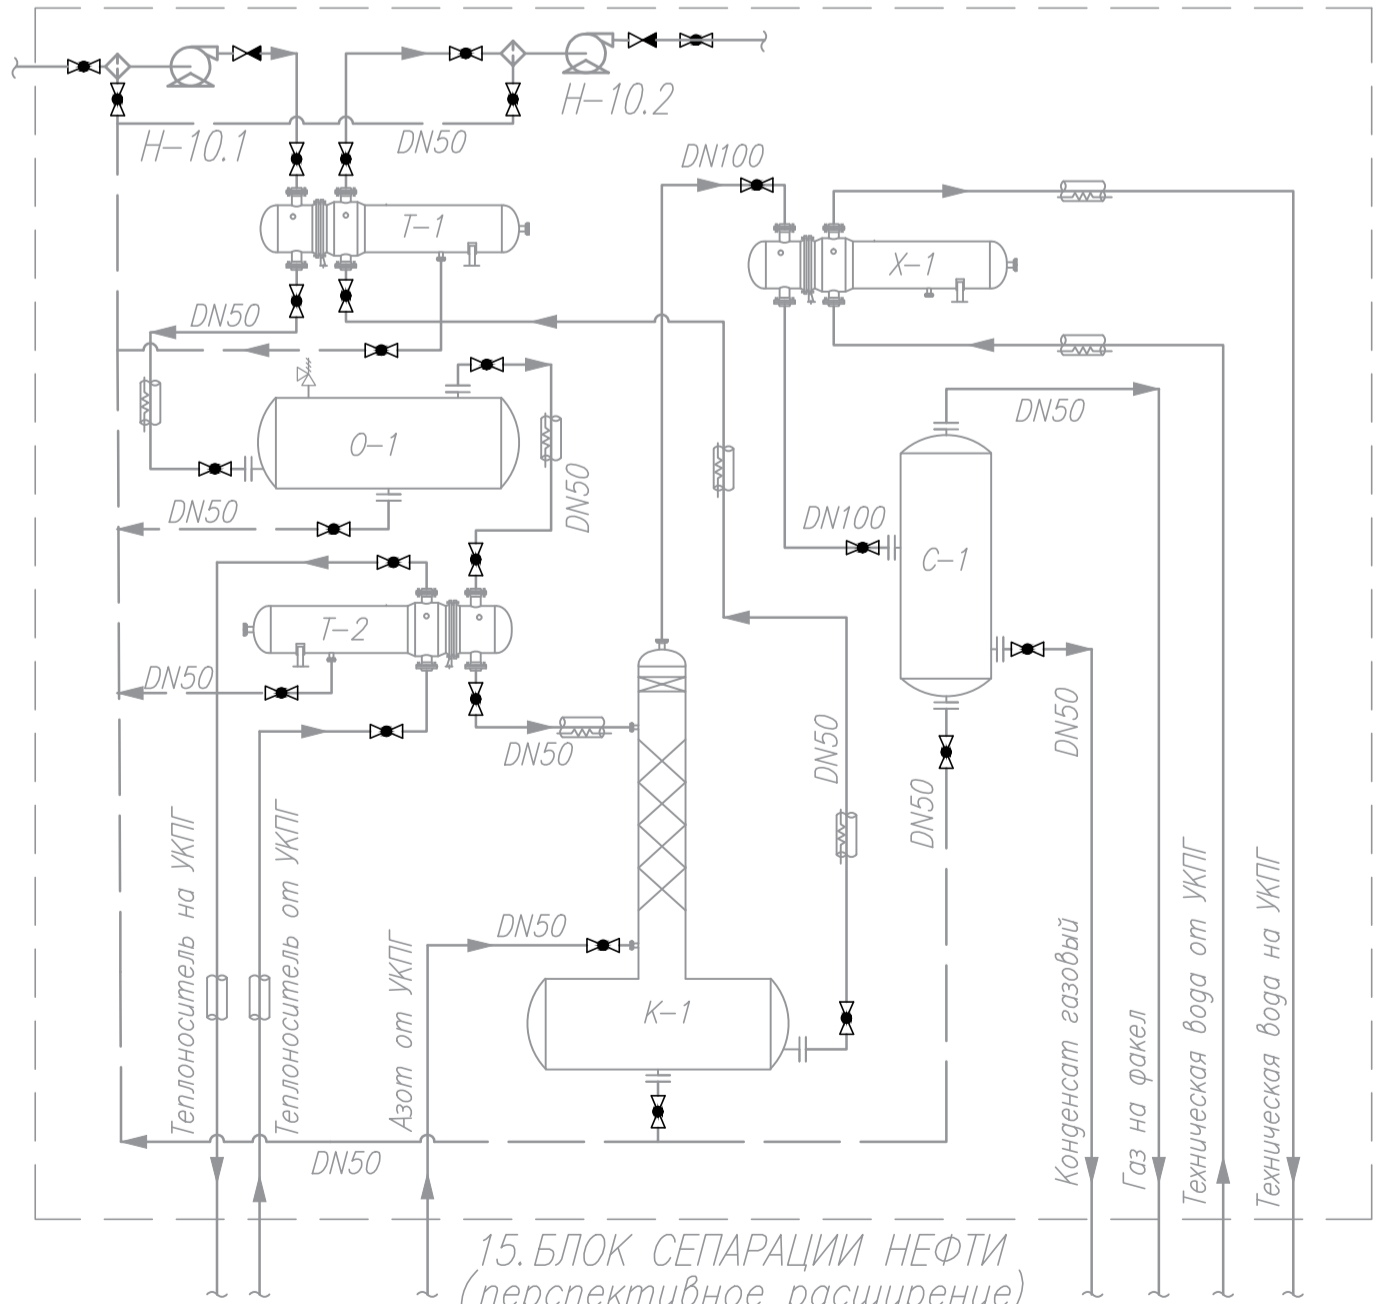 Н-10.1
Н-10.2
DN50
DN100
Т-1
Х-1
DN50
DN50
О-1
DN50
DN50
DN100
С-1
Т-2
DN50
DN50
DN50
DN50
DN50
Теплоноситель на УКПГ
Теплоноситель от УКПГ
Азот от УКПГ
DN50
К-1
Конденсат газовый
Газ на факел
Техническая вода от УКПГ
Техническая вода на УКПГ
DN50
15. БЛОК СЕПАРАЦИИ НЕФТИ
(перспективное расширение)